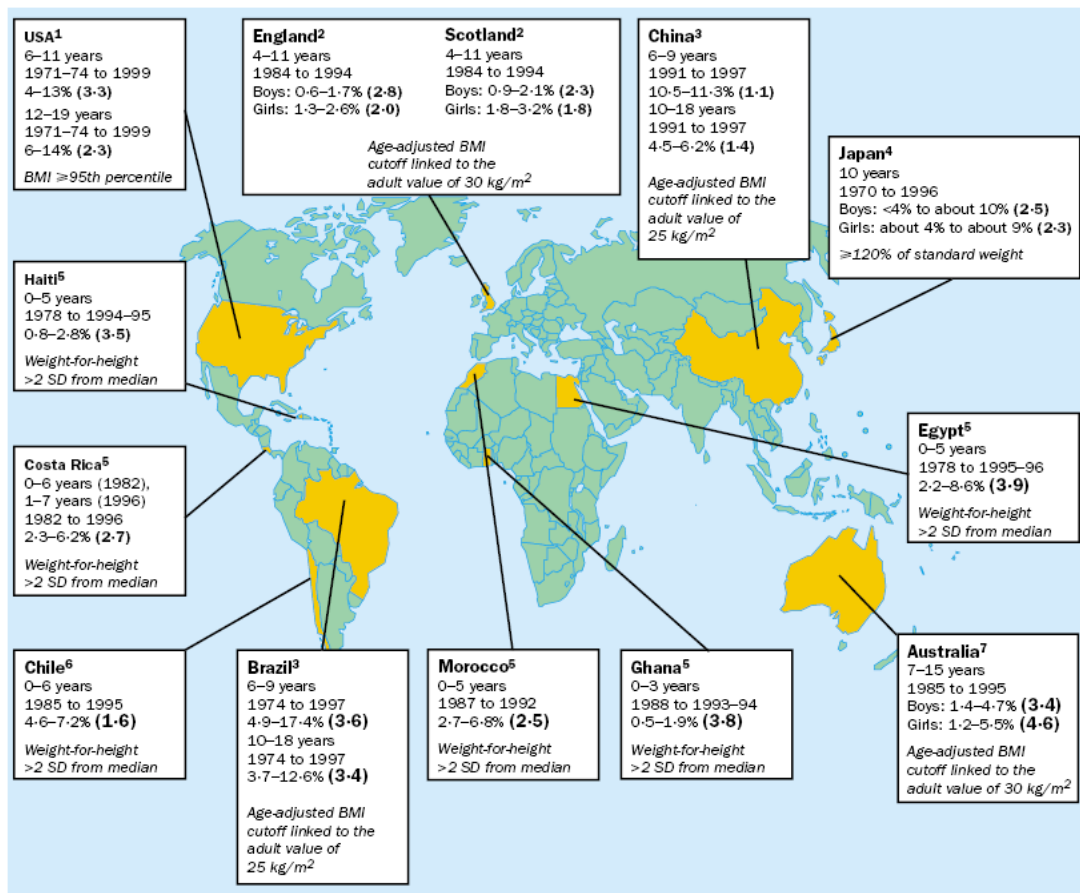 USA¹
6–11 years
1971–74 to 1999
4–13% (3·3)
12–19 years
1971–74 to 1999
6–14% (2·3)
BMI ⩾95th percentile
England²
4–11 years
1984 to 1994
Boys: 0·6–1·7% (2·8)
Girls: 1·3–2·6% (2·0)
Scotland²
4–11 years
1984 to 1994
Boys: 0·9–2·1% (2·3)
Girls: 1·8–3·2% (1·8)
Age-adjusted BMI
cutoff linked to the
adult value of 30 kg/m²
China³
6–9 years
1991 to 1997
10·5–11·3% (1·1)
10–18 years
1991 to 1997
4·5–6·2% (1·4)
Age-adjusted BMI
cutoff linked to the
adult value of
25 kg/m²
Japan⁴
10 years
1970 to 1996
Boys: <4% to about 10% (2·5)
Girls: about 4% to about 9% (2·3)
⩾120% of standard weight
Haiti⁵
0–5 years
1978 to 1994–95
0·8–2·8% (3·5)
Weight-for-height
>2 SD from median
Costa Rica⁵
0–6 years (1982),
1–7 years (1996)
1982 to 1996
2·3–6·2% (2·7)
Weight-for-height
>2 SD from median
Egypt⁵
0–5 years
1978 to 1995–96
2·2–8·6% (3·9)
Weight-for-height
>2 SD from median
Chile⁶
0–6 years
1985 to 1995
4·6–7·2% (1·6)
Weight-for-height
>2 SD from median
Brazil³
6–9 years
1974 to 1997
4·9–17·4% (3·6)
10–18 years
1974 to 1997
3·7–12·6% (3·4)
Age-adjusted BMI
cutoff linked to the
adult value of
25 kg/m²
Morocco⁵
0–5 years
1987 to 1992
2·7–6·8% (2·5)
Weight-for-height
>2 SD from median
Ghana⁵
0–3 years
1988 to 1993–94
0·5–1·9% (3·8)
Weight-for-height
>2 SD from median
Australia⁷
7–15 years
1985 to 1995
Boys: 1·4–4·7% (3·4)
Girls: 1·2–5·5% (4·6)
Age-adjusted BMI
cutoff linked to the
adult value of 30 kg/m²